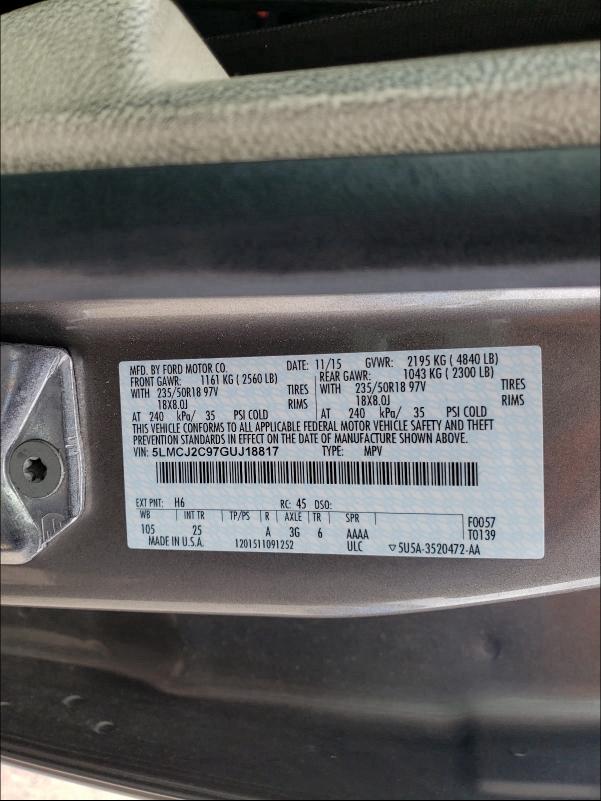 MFD. BY FORD MOTOR CO. DATE: 11/15 GVWR: 2195 KG (4840 LB)
FRONT GAWR: 1161 KG (2560 LB) REAR GAWR: 1043 KG (2300 LB)
WITH 235/50R18 97V TIRES WITH 235/50R18 97V TIRES
18X8.0J RIMS 18X8.0J RIMS
AT 240 kPa/ 35 PSI COLD AT 240 kPa/ 35 PSI COLD
THIS VEHICLE CONFORMS TO ALL APPLICABLE FEDERAL MOTOR VEHICLE SAFETY AND THEFT
PREVENTION STANDARDS IN EFFECT ON THE DATE OF MANUFACTURE SHOWN ABOVE.
VIN: 5LMCJ2C97GUJ18817 TYPE: MPV
EXT PNT: H6 RC: 45 DSO:
WB INT TR TP/PS R AXLE TR SPR F0057
105 25 A 3G 6 AAAA T0139
MADE IN U.S.A. 1201511091252 ULC ▽5U5A-3520472-AA